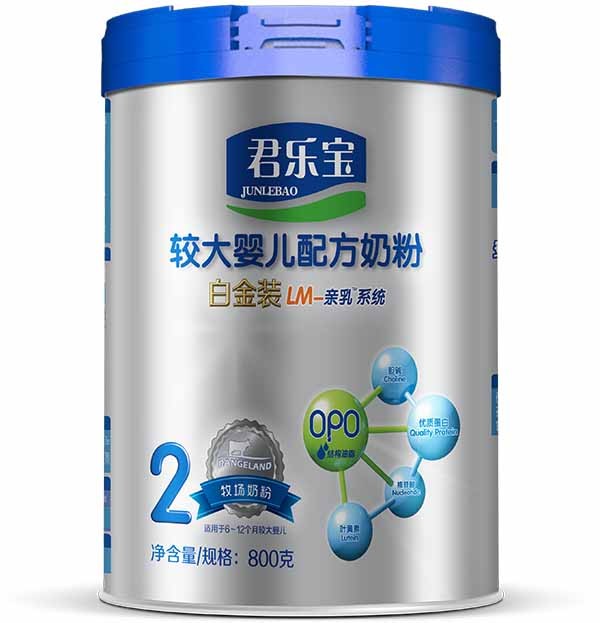 君乐宝
JUNLEBAO
较大婴儿配方奶粉
白金装 LM-亲乳™系统
胆碱
Choline
OPO
结构油脂
优质蛋白
Quality Protein
核苷酸
Nucleotides
叶黄素
Lutein
2
BANGELAND
牧场奶粉
适用于6~12个月较大婴儿
净含量/规格：800克